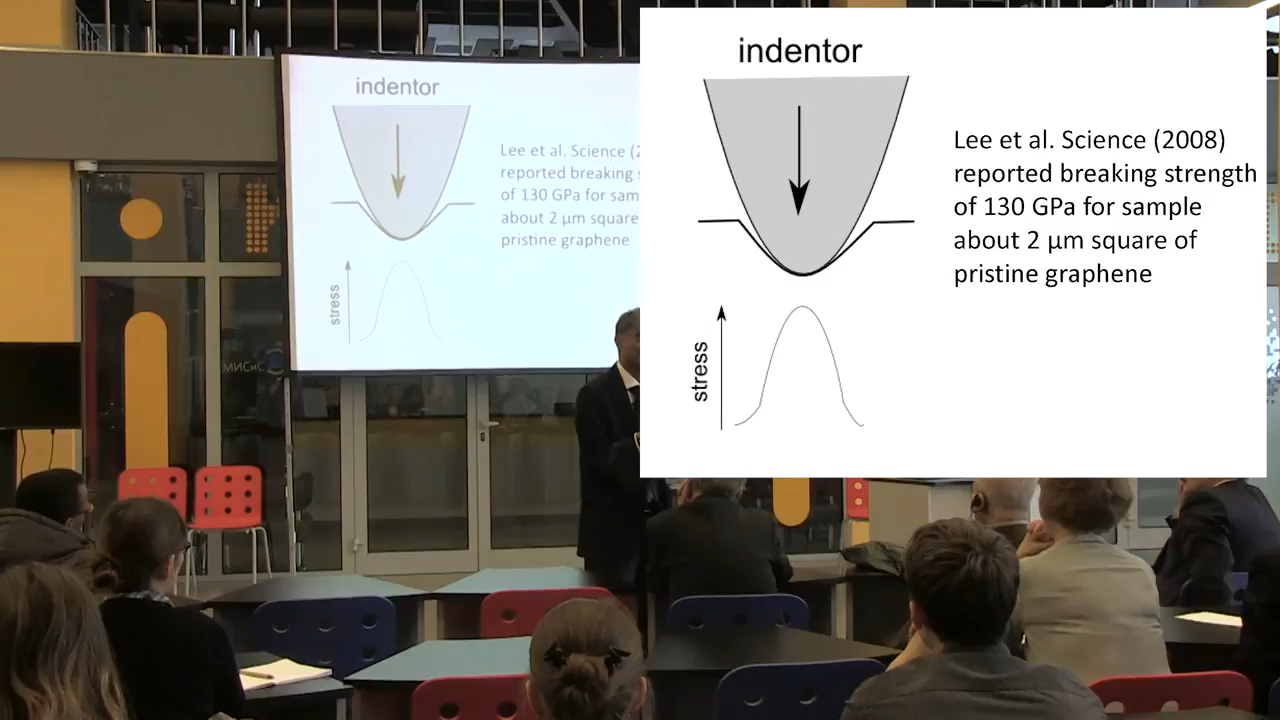 indentor
Lee et al. Science (2
reported breaking
of 130 GPa for sam
about 2 µm square
pristine graphene
stress
МИСиС
indentor
Lee et al. Science (2008)
reported breaking strength
of 130 GPa for sample
about 2 µm square of
pristine graphene
stress